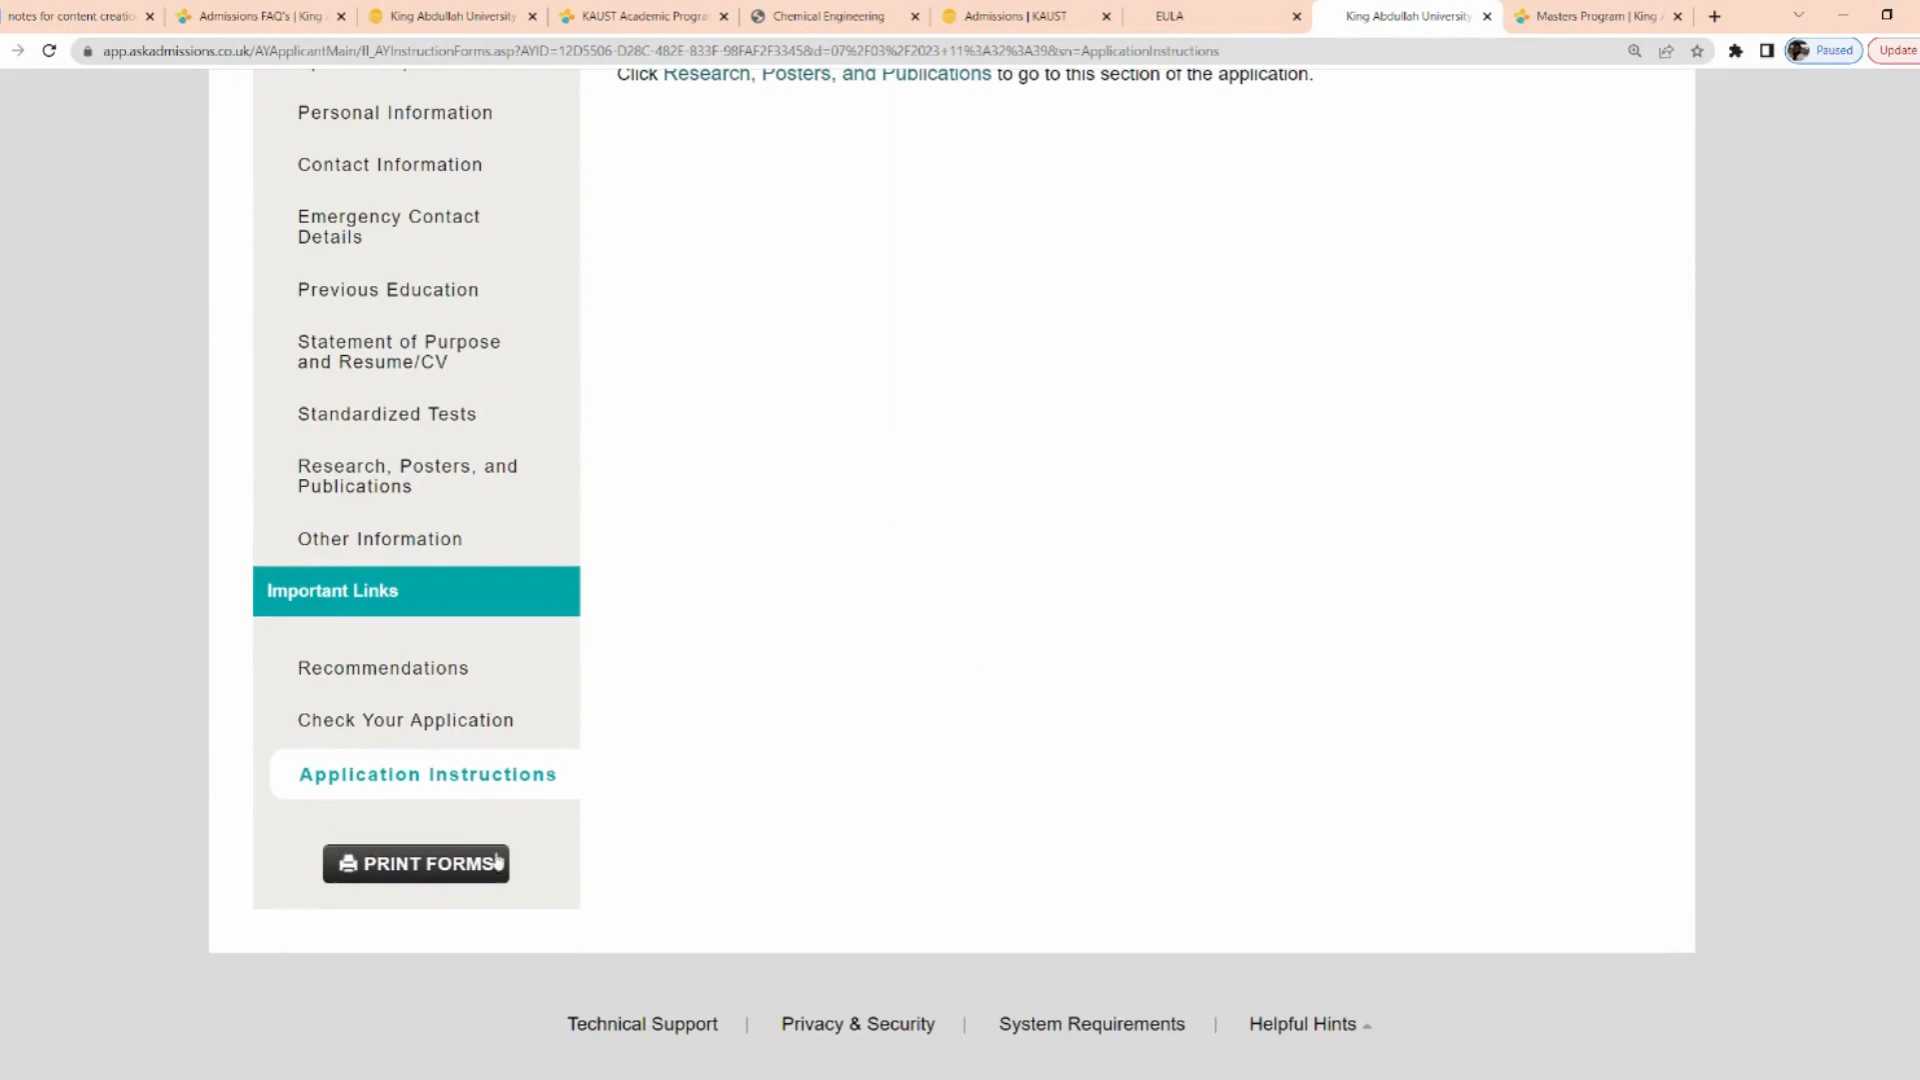 notes for content creatio
Admissions FAQ's | King
King Abdullah University
KAUST Academic Progra
Chemical Engineering
Admissions | KAUST
EULA
King Abdullah University
Masters Program | King
app.askadmissions.co.uk/AYApplicantMain/fl_AYInstructionForms.asp?AYID=12D5506-D28C-482E-833F-98FAF2F3345&d=07%2F03%2F2023+11%3A32%3A39&sn=ApplicationInstructions
Paused
Update
Click Research, Posters, and Publications to go to this section of the application.
Personal Information
Contact Information
Emergency Contact
Details
Previous Education
Statement of Purpose
and Resume/CV
Standardized Tests
Research, Posters, and
Publications
Other Information
Important Links
Recommendations
Check Your Application
Application Instructions
PRINT FORMS
Technical Support | Privacy & Security | System Requirements | Helpful Hints